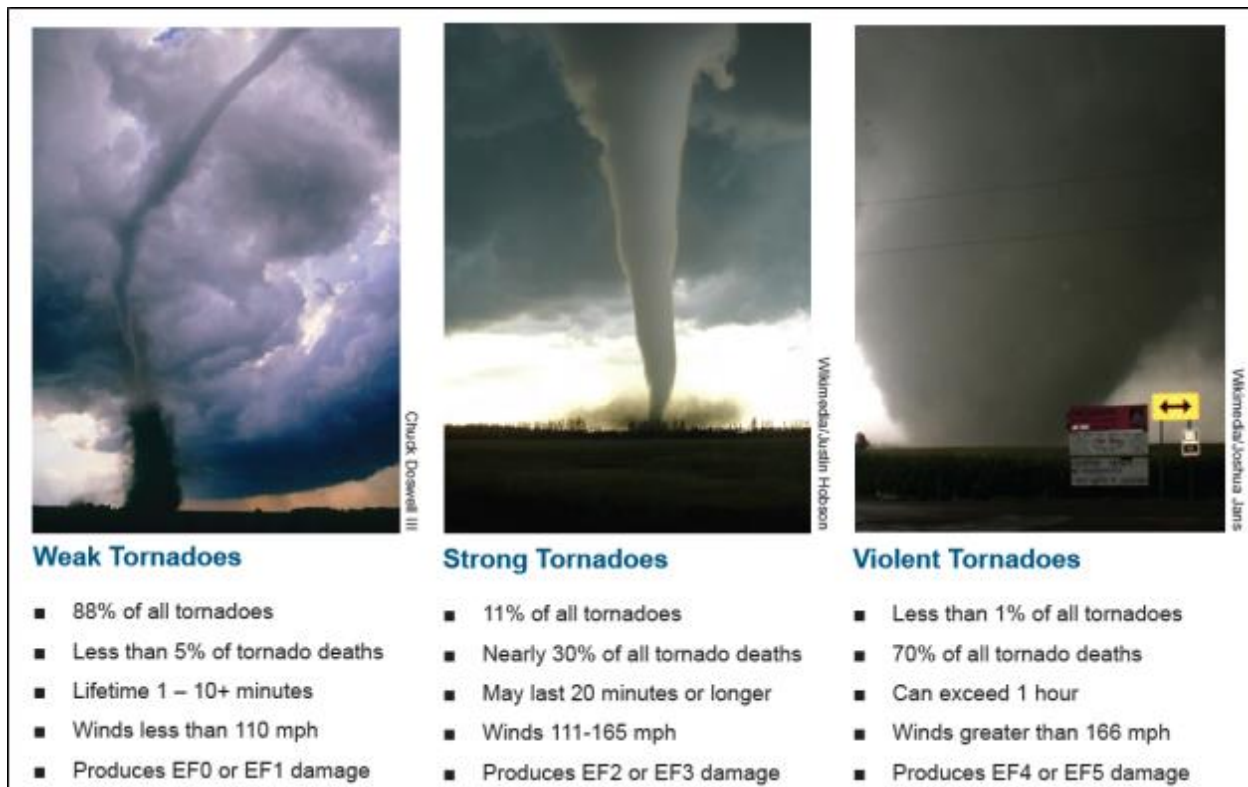 Chuck Doswell III
Wikimedia/Justin Hobson
Wikimedia/Joshua Jans
Weak Tornadoes
■ 88% of all tornadoes
■ Less than 5% of tornado deaths
■ Lifetime 1 – 10+ minutes
■ Winds less than 110 mph
■ Produces EF0 or EF1 damage
Strong Tornadoes
■ 11% of all tornadoes
■ Nearly 30% of all tornado deaths
■ May last 20 minutes or longer
■ Winds 111-165 mph
■ Produces EF2 or EF3 damage
Violent Tornadoes
■ Less than 1% of all tornadoes
■ 70% of all tornado deaths
■ Can exceed 1 hour
■ Winds greater than 166 mph
■ Produces EF4 or EF5 damage